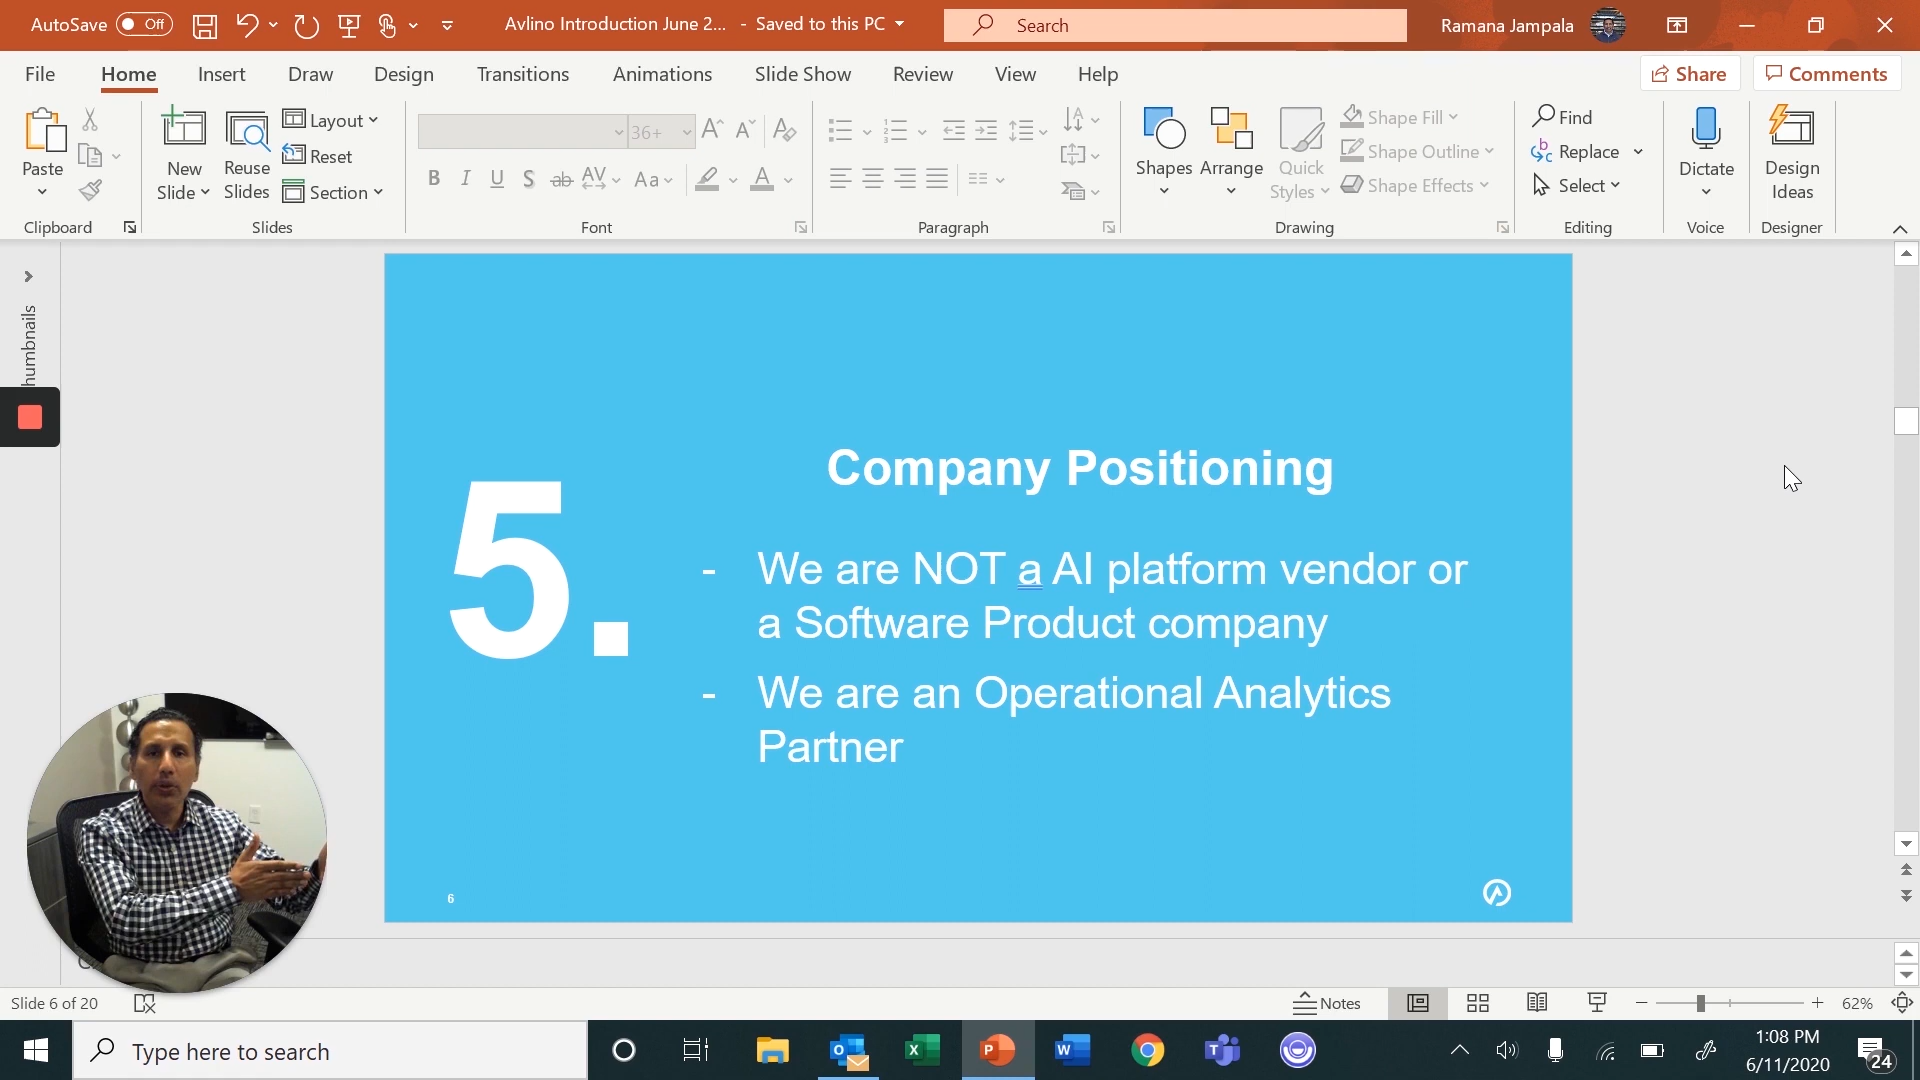 AutoSave Off Avlino Introduction June 2... - Saved to this PC Search Ramana Jampala
File Home Insert Draw Design Transitions Animations Slide Show Review View Help Share Comments
Paste
New Slide
Reuse Slides
Layout
Reset
Section
36+
B I U S ab AV Aa A
Shapes Arrange Quick Styles
Shape Fill
Shape Outline
Shape Effects
Find
Replace
Select
Dictate
Design Ideas
Clipboard Slides Font Paragraph Drawing Editing Voice Designer
humbnails
5.
Company Positioning
- We are NOT a AI platform vendor or
a Software Product company
- We are an Operational Analytics
Partner
6
Slide 6 of 20 Notes 62%
Type here to search
1:08 PM
6/11/2020
24